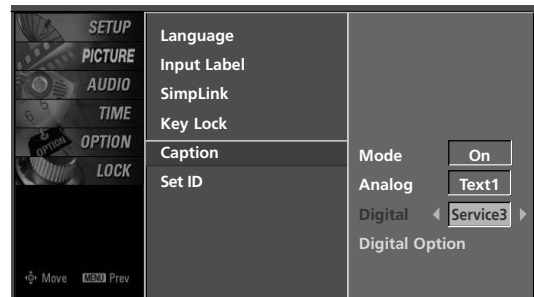 SETUP
PICTURE
AUDIO
TIME
OPTION
LOCK
Move MENU Prev
Language
Input Label
SimpLink
Key Lock
Caption
Set ID
Mode On
Analog Text1
Digital Service3
Digital Option